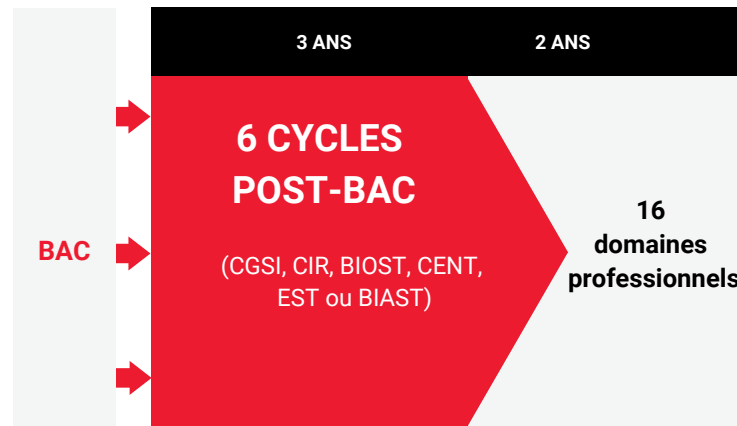 3 ANS
2 ANS
6 CYCLES
POST-BAC
BAC
(CGSI, CIR, BIOST, CENT,
EST ou BIAST)
16
domaines
professionnels